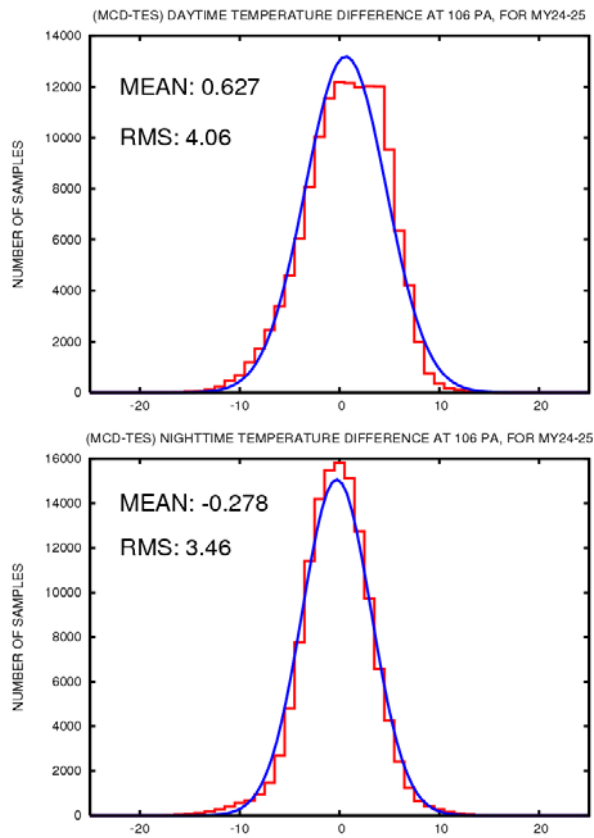 (MCD-TES) DAYTIME TEMPERATURE DIFFERENCE AT 106 PA, FOR MY24-25
14000
12000
10000
8000
6000
4000
2000
0
NUMBER OF SAMPLES
MEAN: 0.627
RMS: 4.06
-20 -10 0 10 20
(MCD-TES) NIGHTTIME TEMPERATURE DIFFERENCE AT 106 PA, FOR MY24-25
16000
14000
12000
10000
8000
6000
4000
2000
0
NUMBER OF SAMPLES
MEAN: -0.278
RMS: 3.46
-20 -10 0 10 20